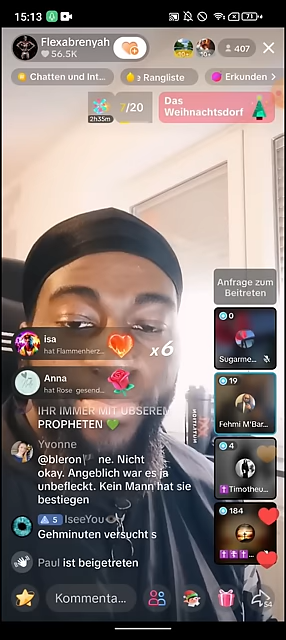 15:13
71
Flexabrenyah
56.5K
407
Chatten und Int...
Rangliste
Erkunden
2h35m
7/20
Das
Weihnachtsdorf
Anfrage zum
Beitreten
0
Sugarme...
19
Fehmi M'Bar...
4
Timotheu...
184
isa
hat Flammenherz...
x6
Anna
hat Rose gesend...
IHR IMMER MIT UBSEREM
PROPHETEN
Yvonne
@bleron ne. Nicht
okay. Angeblich war es ja
unbefleckt. Kein Mann hat sie
bestiegen
5 IseeYou
Gehminuten versucht s
Paul ist beigetreten
Kommenta...
54